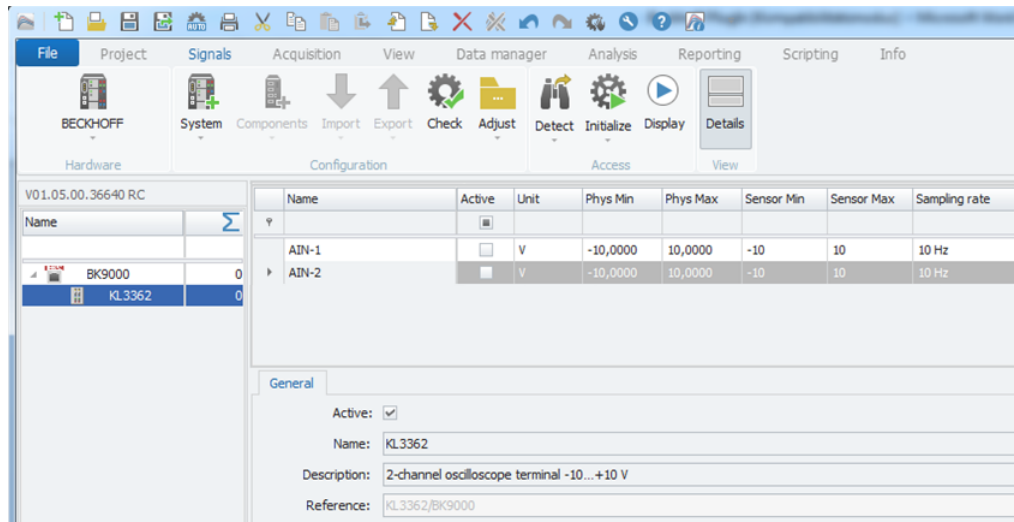 AUTO
File Project Signals Acquisition View Data manager Analysis Reporting Scripting Info
BECKHOFF System Components Import Export Check Adjust Detect Initialize Display Details
Hardware Configuration Access View
V01.05.00.36640 RC
Name Σ
BK9000 0
KL3362 0
Name Active Unit Phys Min Phys Max Sensor Min Sensor Max Sampling rate
AIN-1 V -10,0000 10,0000 -10 10 10 Hz
AIN-2 V -10,0000 10,0000 -10 10 10 Hz
General
Active:
Name: KL3362
Description: 2-channel oscilloscope terminal -10...+10 V
Reference: KL3362/BK9000